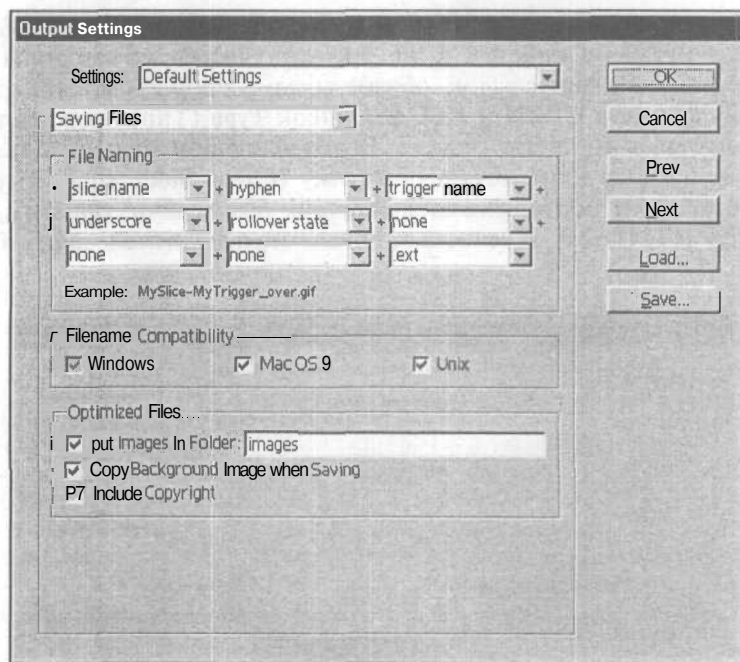 Output Settings
Settings: Default Settings
OK
Saving Files
Cancel
File Naming
Prev
slice name + hyphen + trigger name +
Next
j underscore + rollover state + none +
none + none + .ext
Load...
Example: MySlice-MyTrigger_over.gif
Save...
r Filename Compatibility
Windows Mac OS 9 Unix
Optimized Files....
i put Images In Folder: images
Copy Background Image when Saving
P7 Include Copyright